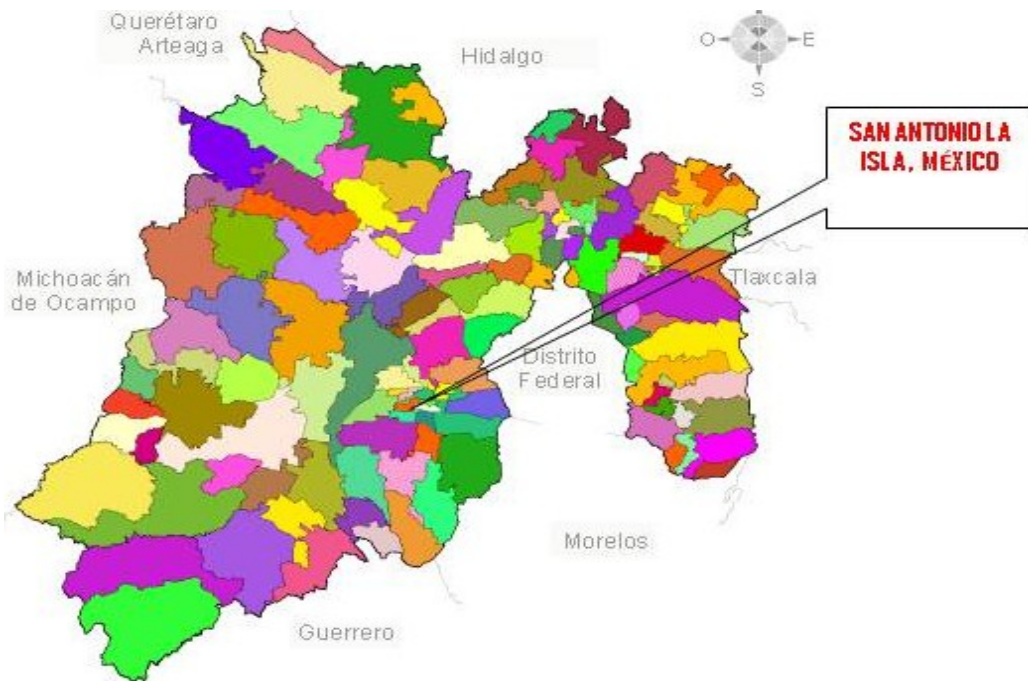 Querétaro
Arteaga
Hidalgo
O
E
S
SAN ANTONIO LA
ISLA, MÉXICO
Michoacán
de Ocampo
Tlaxcala
Distrito
Federal
Morelos
Guerrero